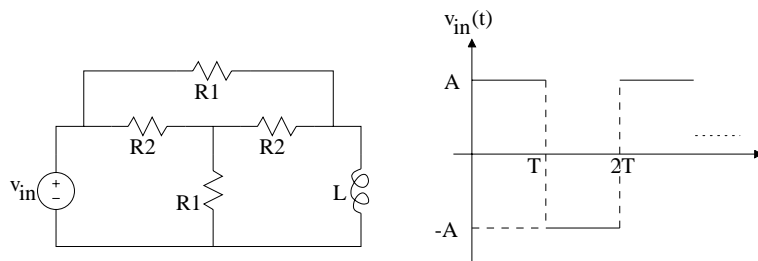 R1
R2
R2
R1
L
v_in
+
−
v_in(t)
A
T
2T
-A